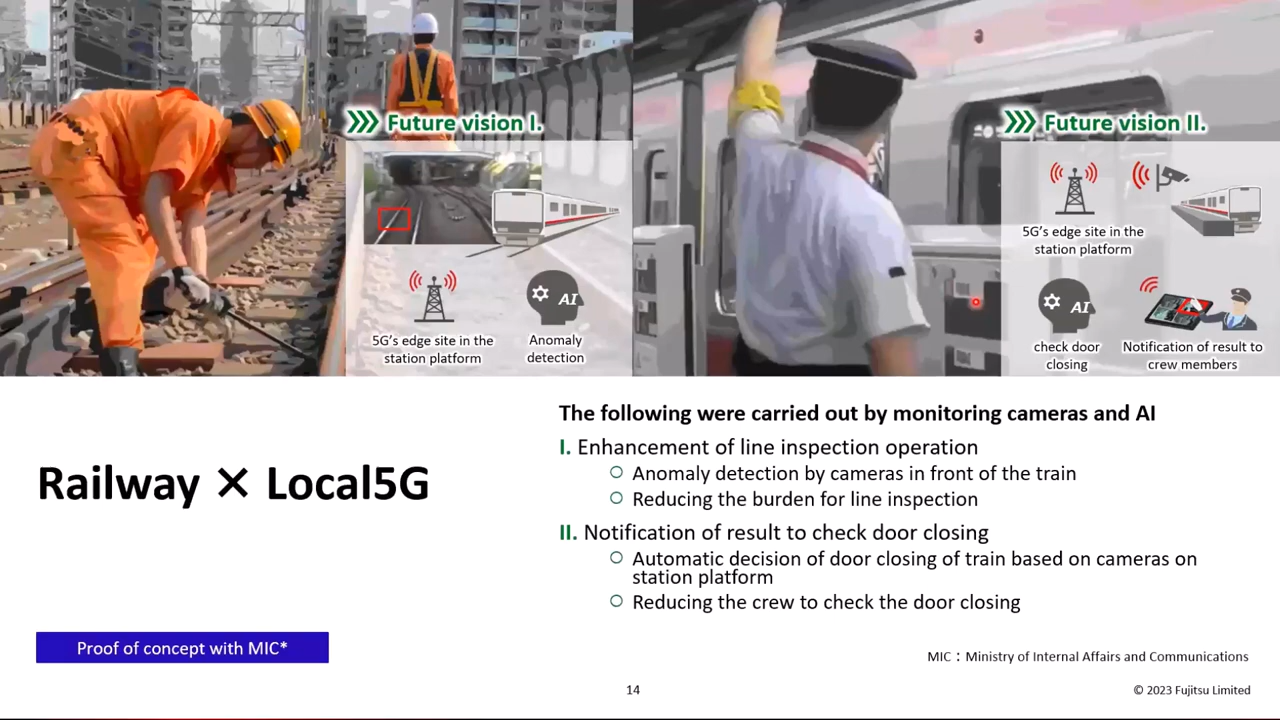 Future vision I.
5G's edge site in the
station platform
AI
Anomaly
detection
Future vision II.
5G's edge site in the
station platform
AI
check door
closing
Notification of result to
crew members
Railway × Local5G
Proof of concept with MIC*
The following were carried out by monitoring cameras and AI
I. Enhancement of line inspection operation
Anomaly detection by cameras in front of the train
Reducing the burden for line inspection
II. Notification of result to check door closing
Automatic decision of door closing of train based on cameras on
station platform
Reducing the crew to check the door closing
MIC：Ministry of Internal Affairs and Communications
14
© 2023 Fujitsu Limited